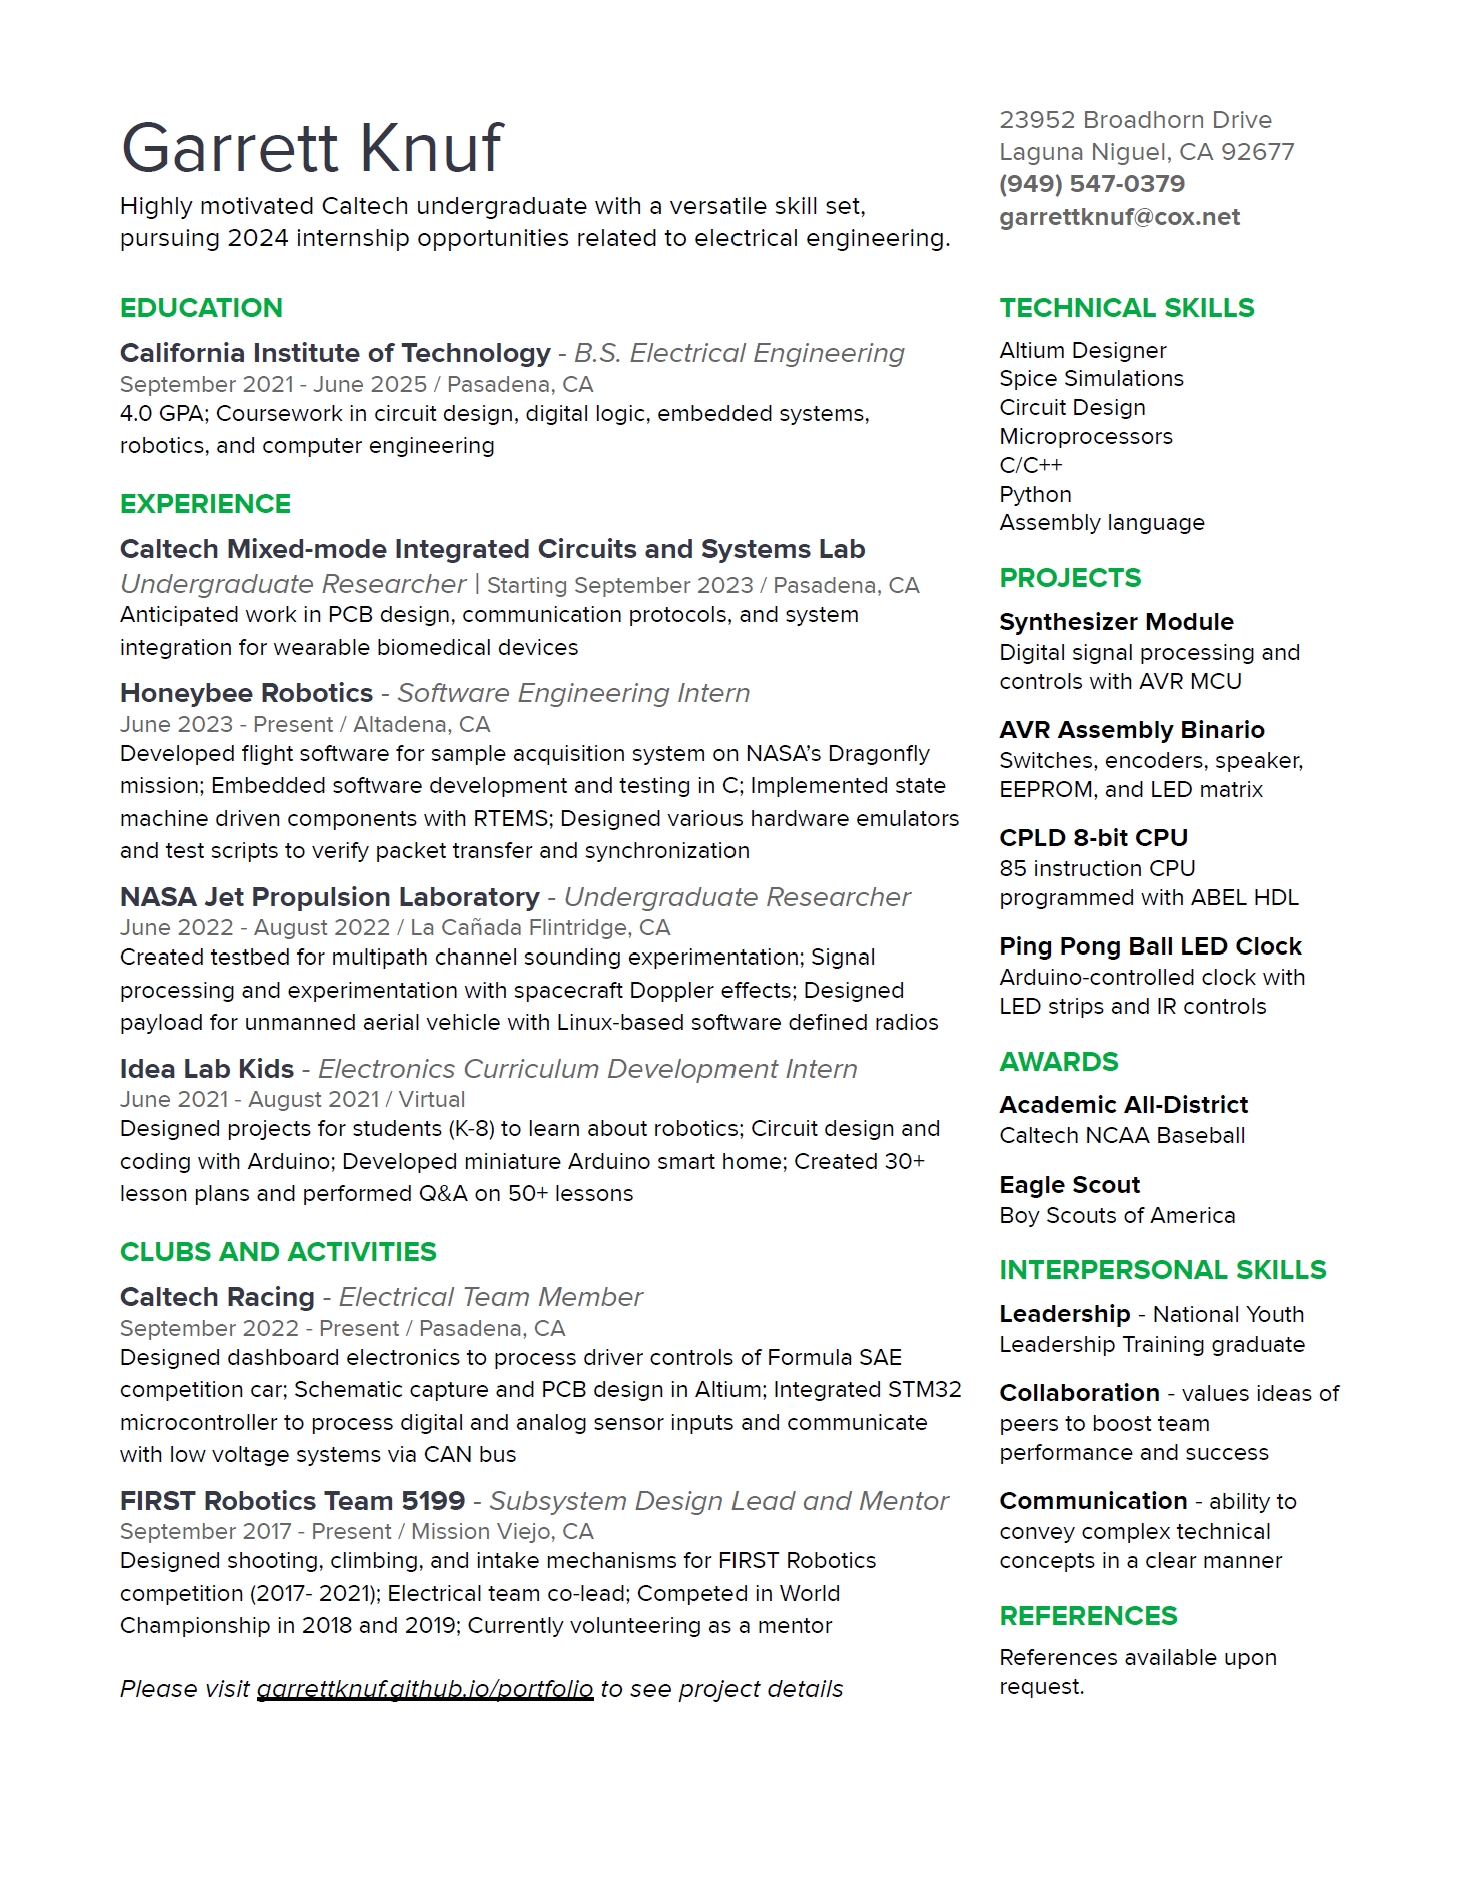 Garrett Knuf
Highly motivated Caltech undergraduate with a versatile skill set,
pursuing 2024 internship opportunities related to electrical engineering.
23952 Broadhorn Drive
Laguna Niguel, CA 92677
(949) 547-0379
garrettknuf@cox.net
EDUCATION
California Institute of Technology - B.S. Electrical Engineering
September 2021 - June 2025 / Pasadena, CA
4.0 GPA; Coursework in circuit design, digital logic, embedded systems,
robotics, and computer engineering
EXPERIENCE
Caltech Mixed-mode Integrated Circuits and Systems Lab
Undergraduate Researcher | Starting September 2023 / Pasadena, CA
Anticipated work in PCB design, communication protocols, and system
integration for wearable biomedical devices
Honeybee Robotics - Software Engineering Intern
June 2023 - Present / Altadena, CA
Developed flight software for sample acquisition system on NASA’s Dragonfly
mission; Embedded software development and testing in C; Implemented state
machine driven components with RTEMS; Designed various hardware emulators
and test scripts to verify packet transfer and synchronization
NASA Jet Propulsion Laboratory - Undergraduate Researcher
June 2022 - August 2022 / La Cañada Flintridge, CA
Created testbed for multipath channel sounding experimentation; Signal
processing and experimentation with spacecraft Doppler effects; Designed
payload for unmanned aerial vehicle with Linux-based software defined radios
Idea Lab Kids - Electronics Curriculum Development Intern
June 2021 - August 2021 / Virtual
Designed projects for students (K-8) to learn about robotics; Circuit design and
coding with Arduino; Developed miniature Arduino smart home; Created 30+
lesson plans and performed Q&A on 50+ lessons
CLUBS AND ACTIVITIES
Caltech Racing - Electrical Team Member
September 2022 - Present / Pasadena, CA
Designed dashboard electronics to process driver controls of Formula SAE
competition car; Schematic capture and PCB design in Altium; Integrated STM32
microcontroller to process digital and analog sensor inputs and communicate
with low voltage systems via CAN bus
FIRST Robotics Team 5199 - Subsystem Design Lead and Mentor
September 2017 - Present / Mission Viejo, CA
Designed shooting, climbing, and intake mechanisms for FIRST Robotics
competition (2017- 2021); Electrical team co-lead; Competed in World
Championship in 2018 and 2019; Currently volunteering as a mentor
Please visit garrettknuf.github.io/portfolio to see project details
TECHNICAL SKILLS
Altium Designer
Spice Simulations
Circuit Design
Microprocessors
C/C++
Python
Assembly language
PROJECTS
Synthesizer Module
Digital signal processing and
controls with AVR MCU
AVR Assembly Binario
Switches, encoders, speaker,
EEPROM, and LED matrix
CPLD 8-bit CPU
85 instruction CPU
programmed with ABEL HDL
Ping Pong Ball LED Clock
Arduino-controlled clock with
LED strips and IR controls
AWARDS
Academic All-District
Caltech NCAA Baseball
Eagle Scout
Boy Scouts of America
INTERPERSONAL SKILLS
Leadership - National Youth
Leadership Training graduate
Collaboration - values ideas of
peers to boost team
performance and success
Communication - ability to
convey complex technical
concepts in a clear manner
REFERENCES
References available upon
request.